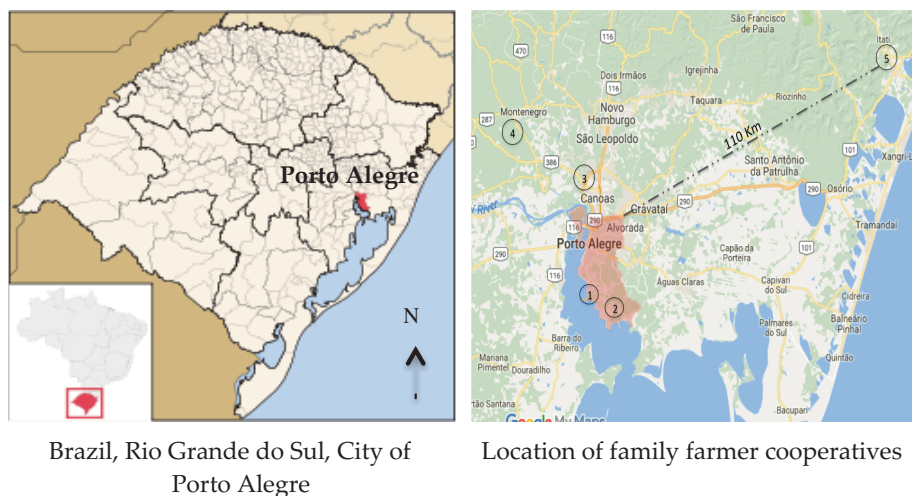 Porto Alegre
N
Brazil, Rio Grande do Sul, City of
Porto Alegre
São Francisco
de Paula
Itati
5
116
470
Dois Irmãos
Igrejinha
116
Taquara
Riozinho
Montenegro
287
4
Novo
Hamburgo
São Leopoldo
110 Km
101
Xangri-L
386
3
Santo Antônio
da Patrulha
Osório
Canoas
Gravataí
290
290
River
116
Alvorada
290
Porto Alegre
Tramandaí
101
Capão da
Porteira
Águas Claras
Capivari
do Sul
1
2
Cidreira
Balneário
Pinhal
Barra do
Ribeiro
Palmares
do Sul
Quintão
Mariana
Pimentel
Douradilho
rtão Santana
Google My Maps
Bacupari
Location of family farmer cooperatives